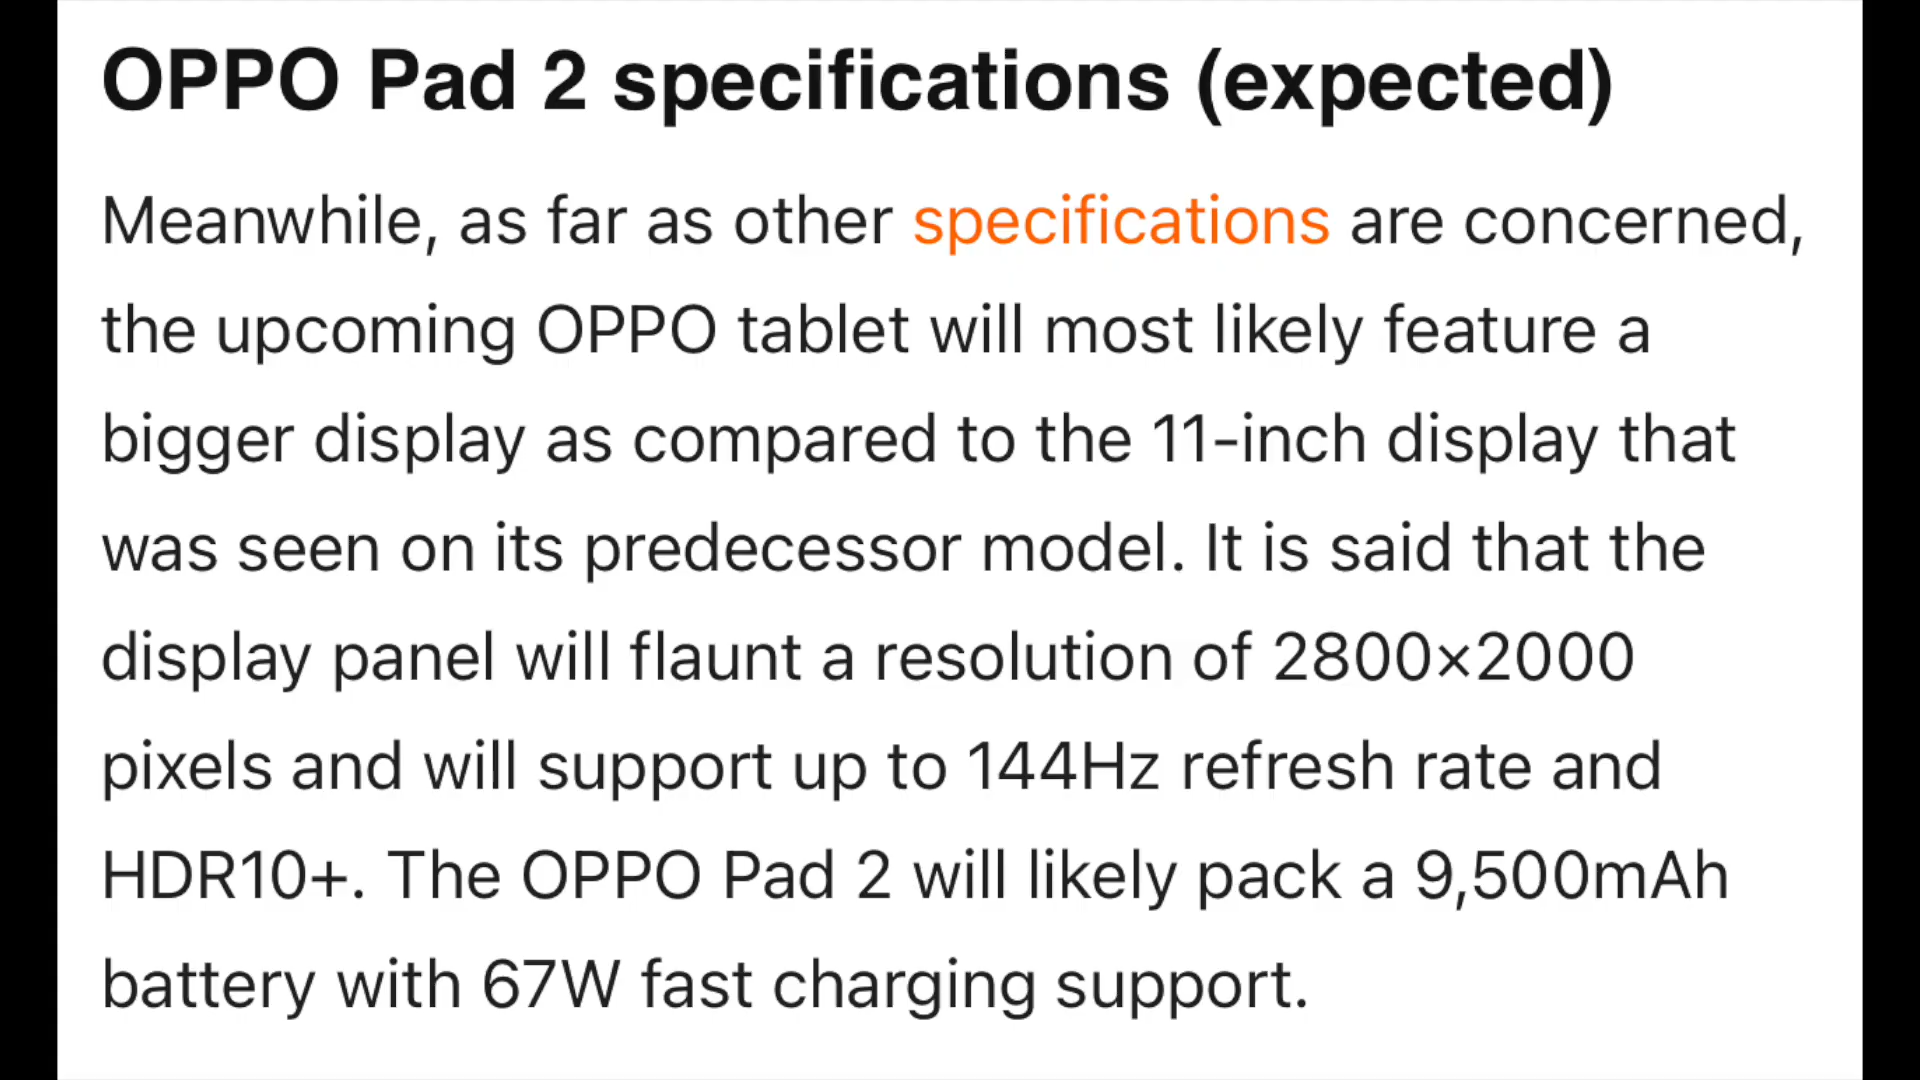 OPPO Pad 2 specifications (expected)
Meanwhile, as far as other specifications are concerned,
the upcoming OPPO tablet will most likely feature a
bigger display as compared to the 11-inch display that
was seen on its predecessor model. It is said that the
display panel will flaunt a resolution of 2800×2000
pixels and will support up to 144Hz refresh rate and
HDR10+. The OPPO Pad 2 will likely pack a 9,500mAh
battery with 67W fast charging support.